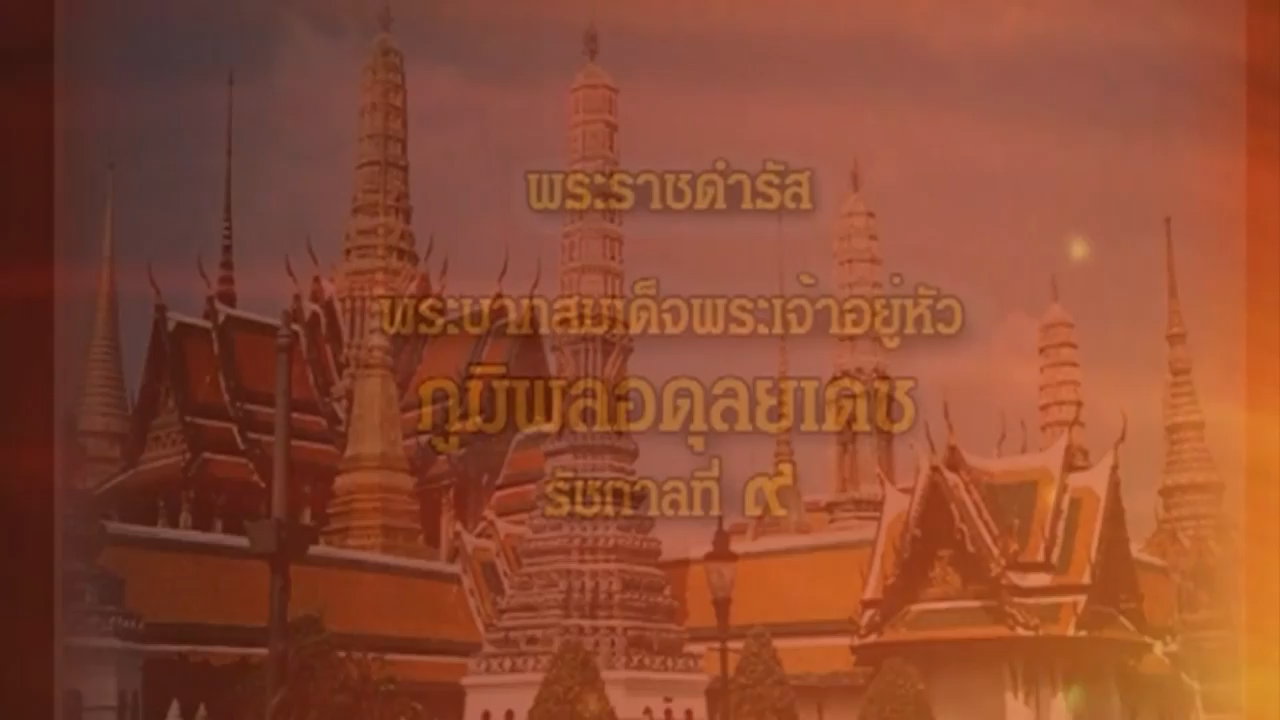 พระราชดำรัส
พระบาทสมเด็จพระเจ้าอยู่หัว
ภูมิพลอดุลยเดช
รัชกาลที่ ๙